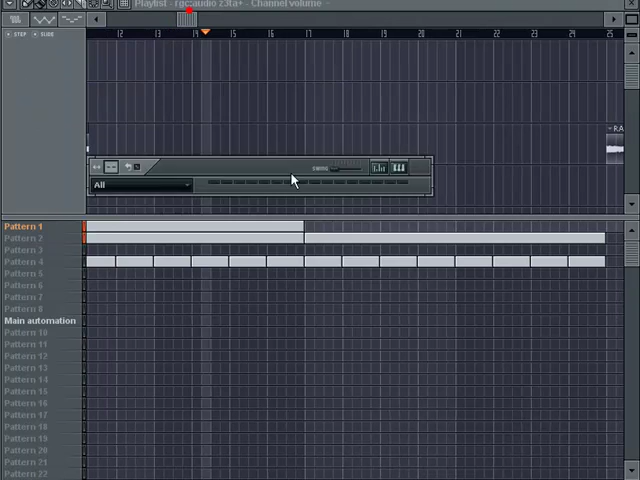 Playlist - rgc:audio z3ta+ - Channel volume
STEP SLIDE
12 13 14 15 16 17 18 19 20 21 22 23 24 25
RA
SWING
All
Pattern 1
Pattern 2
Pattern 3
Pattern 4
Pattern 5
Pattern 6
Pattern 7
Pattern 8
Main automation
Pattern 10
Pattern 11
Pattern 12
Pattern 13
Pattern 14
Pattern 15
Pattern 16
Pattern 17
Pattern 18
Pattern 19
Pattern 20
Pattern 21
Pattern 22